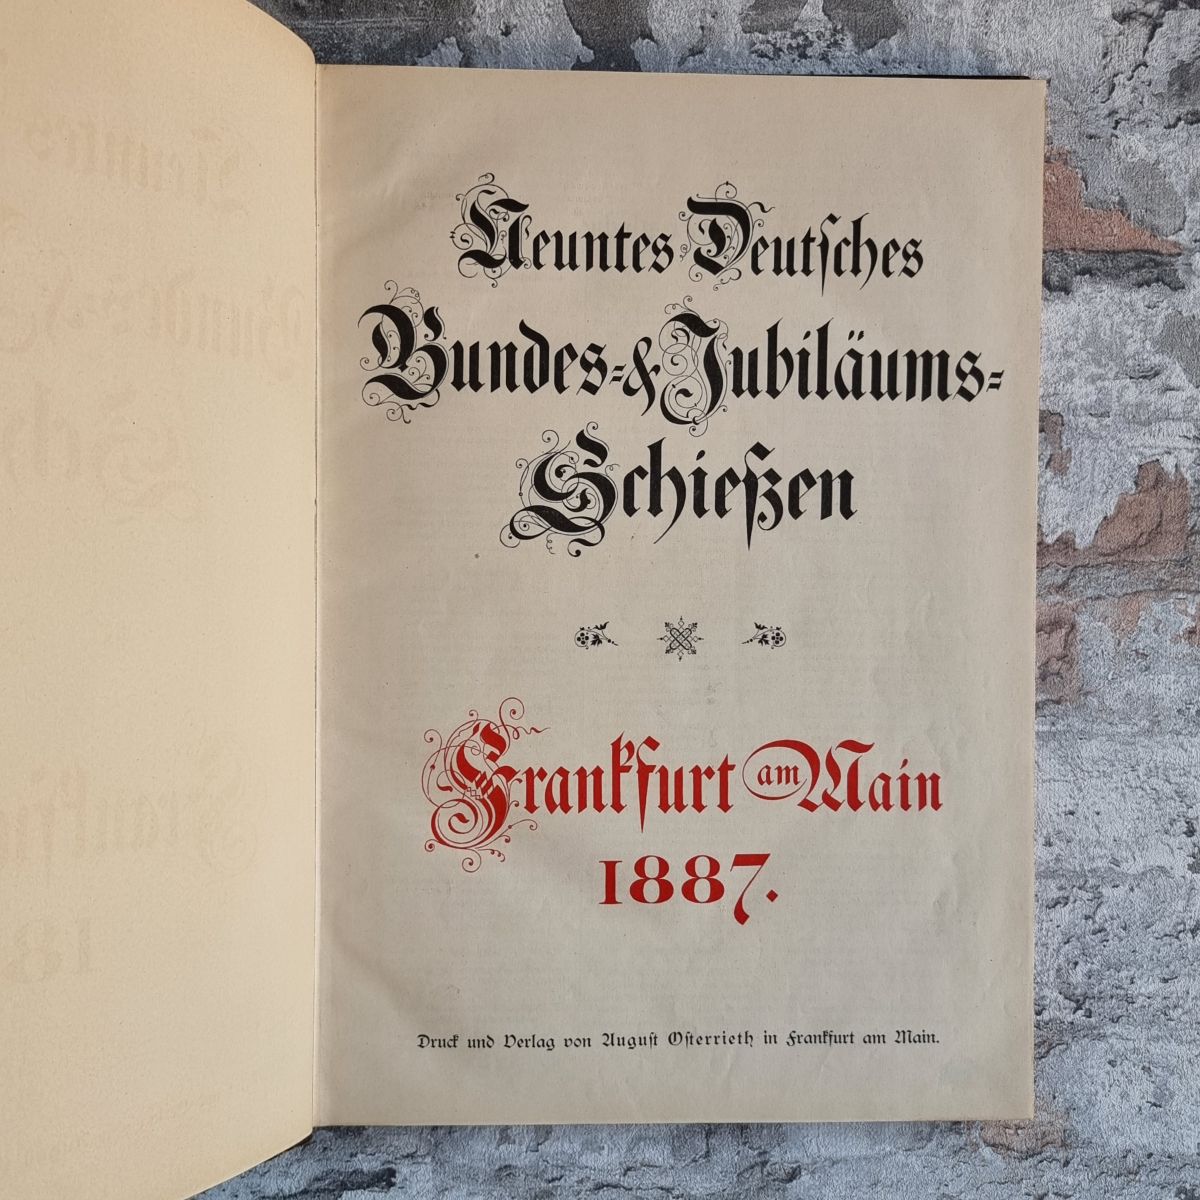 Neuntes Deutſches
Bundes-& Jubiläums-
Schießen
Frankfurt am Main
1887.
Druck und Verlag von Auguſt Oſterrieth in Frankfurt am Main.